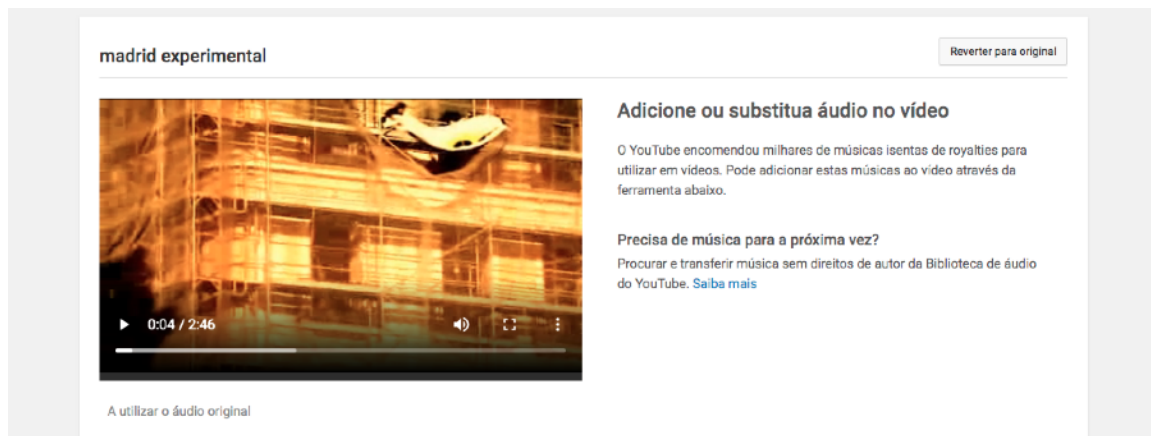 madrid experimental
Reverter para original
Adicione ou substitua áudio no vídeo
O YouTube encomendou milhares de músicas isentas de royalties para
utilizar em vídeos. Pode adicionar estas músicas ao vídeo através da
ferramenta abaixo.
Precisa de música para a próxima vez?
Procurar e transferir música sem direitos de autor da Biblioteca de áudio
do YouTube. Saiba mais
0:04 / 2:46
A utilizar o áudio original